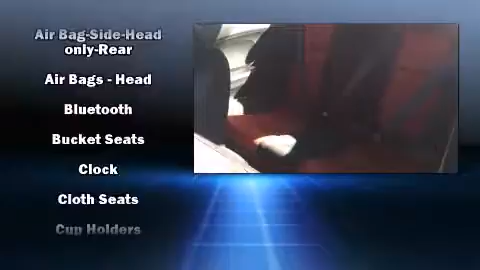 Air Bag-Side-Head
only-Rear
Air Bags - Head
Bluetooth
Bucket Seats
Clock
Cloth Seats
Cup Holders